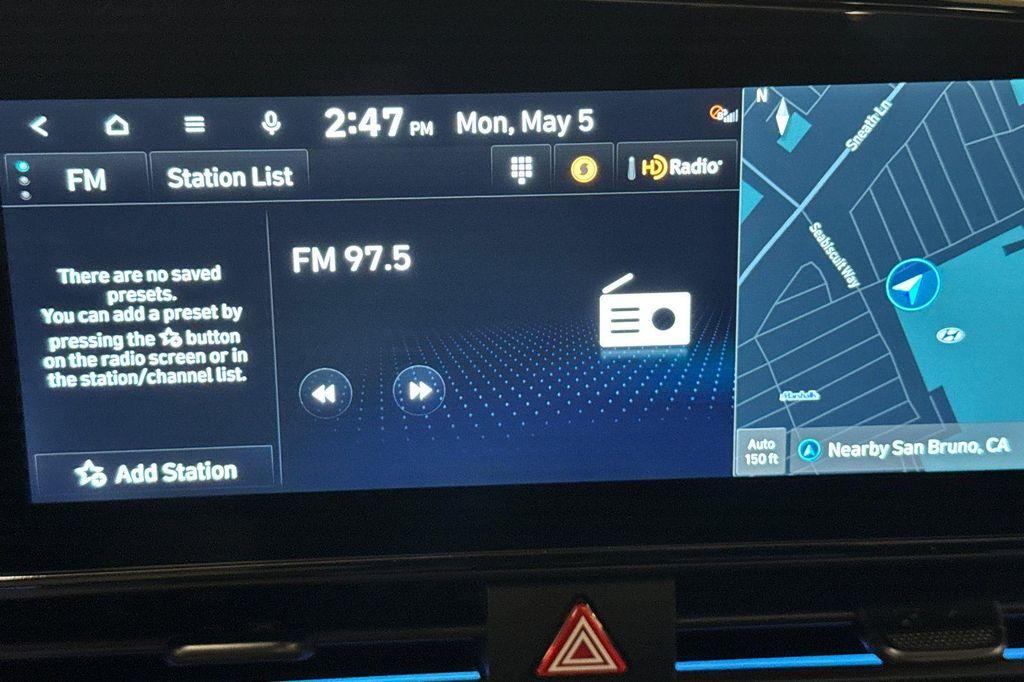 2:47 PM Mon, May 5
FM
Station List
HD Radio
There are no saved
presets.
You can add a preset by
pressing the button
on the radio screen or in
the station/channel list.
Add Station
FM 97.5
N
Sneath Ln
Seabiscuit Way
Marshalls
Auto
150 ft
Nearby San Bruno, CA